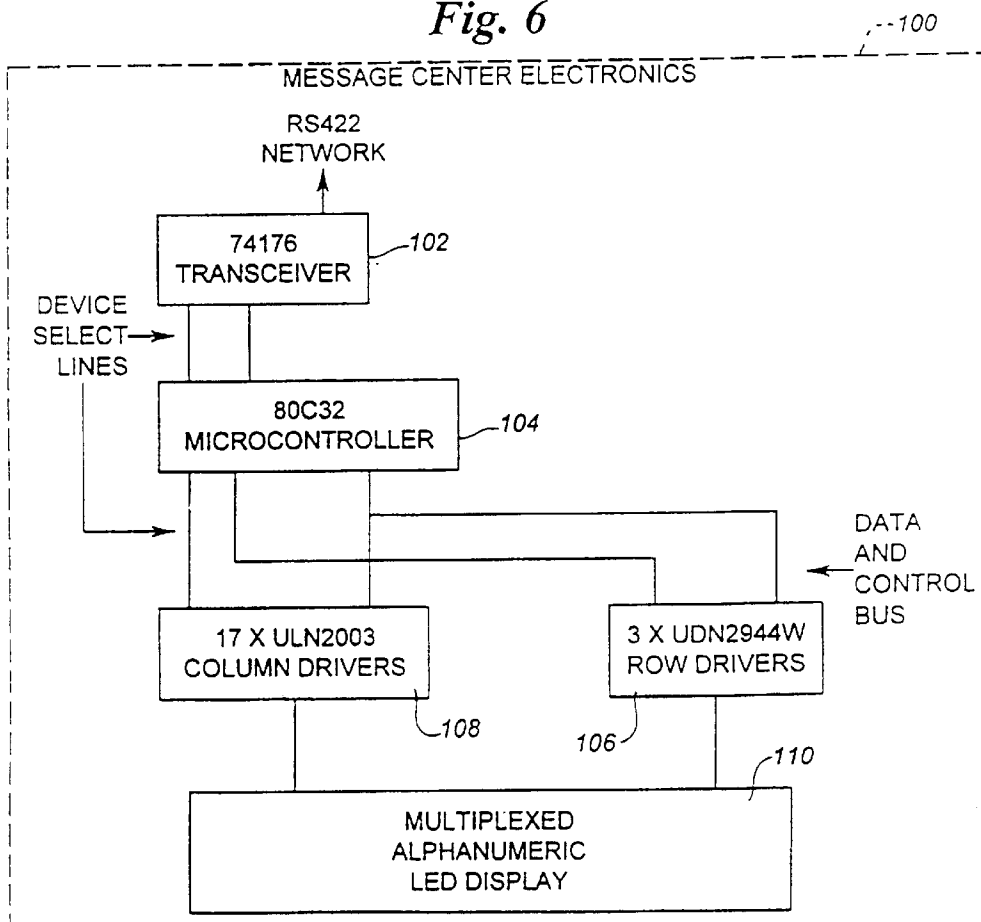 Fig. 6
100
MESSAGE CENTER ELECTRONICS
RS422
NETWORK
74176
TRANSCEIVER
102
DEVICE
SELECT
LINES
80C32
MICROCONTROLLER
104
DATA
AND
CONTROL
BUS
17 X ULN2003
COLUMN DRIVERS
108
3 X UDN2944W
ROW DRIVERS
106
110
MULTIPLEXED
ALPHANUMERIC
LED DISPLAY